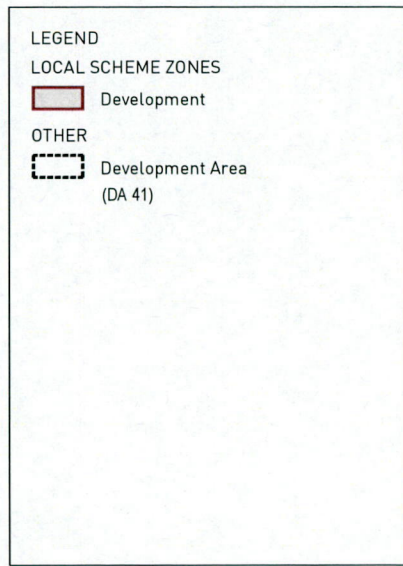 LEGEND
LOCAL SCHEME ZONES
Development
OTHER
Development Area
(DA 41)